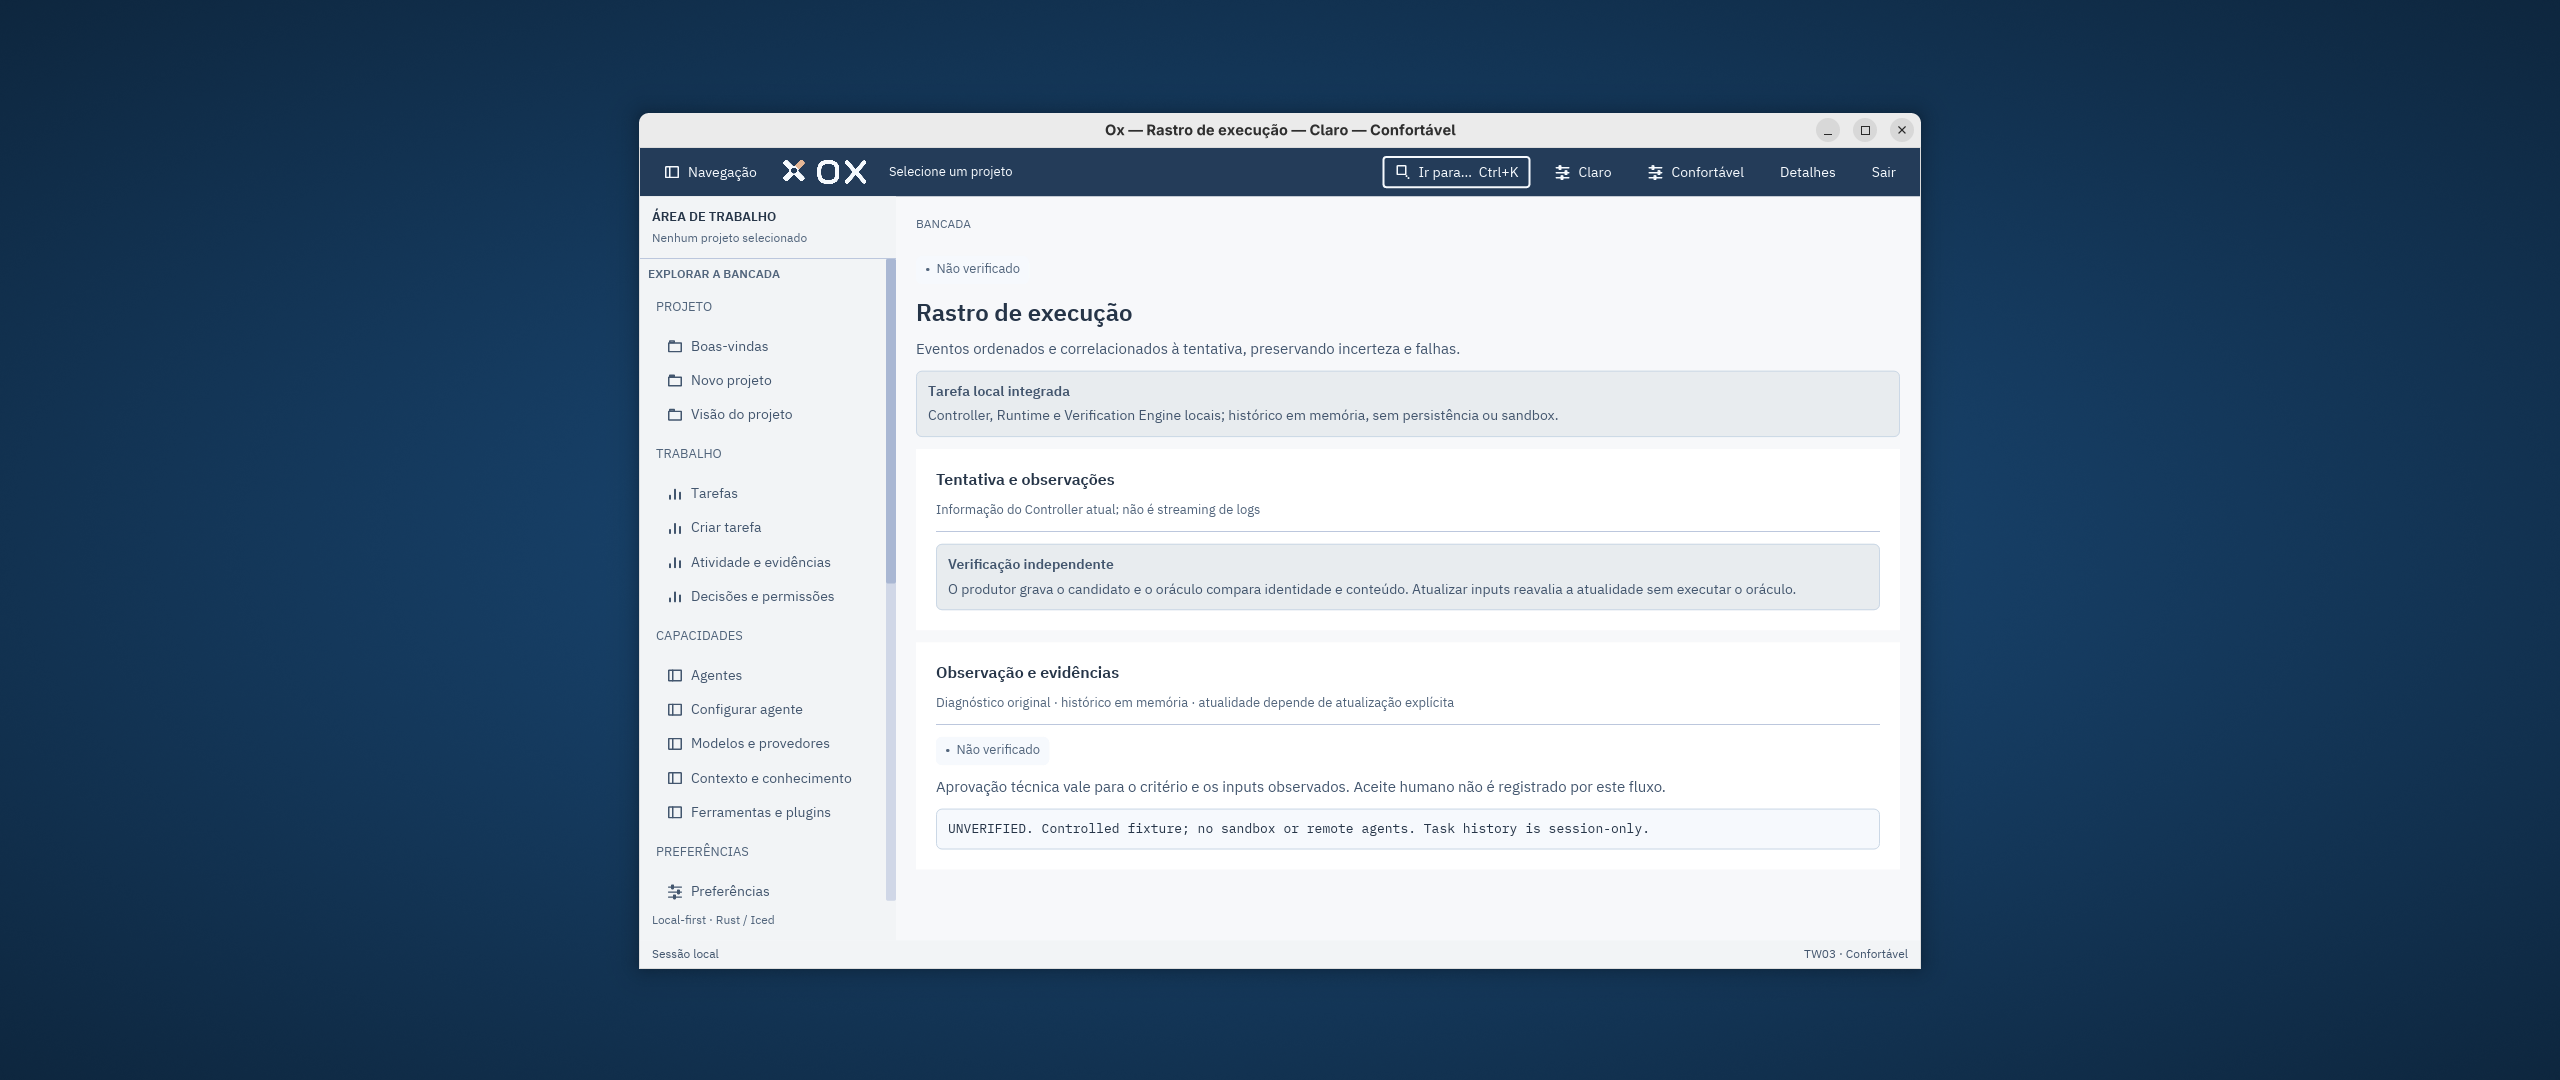 Ox — Rastro de execução — Claro — Confortável
Navegação
OX
Selecione um projeto
Ir para... Ctrl+K
Claro
Confortável
Detalhes
Sair
ÁREA DE TRABALHO
Nenhum projeto selecionado
EXPLORAR A BANCADA
PROJETO
Boas-vindas
Novo projeto
Visão do projeto
TRABALHO
Tarefas
Criar tarefa
Atividade e evidências
Decisões e permissões
CAPACIDADES
Agentes
Configurar agente
Modelos e provedores
Contexto e conhecimento
Ferramentas e plugins
PREFERÊNCIAS
Preferências
Local-first · Rust / Iced
BANCADA
• Não verificado
Rastro de execução
Eventos ordenados e correlacionados à tentativa, preservando incerteza e falhas.
Tarefa local integrada
Controller, Runtime e Verification Engine locais; histórico em memória, sem persistência ou sandbox.
Tentativa e observações
Informação do Controller atual; não é streaming de logs
Verificação independente
O produtor grava o candidato e o oráculo compara identidade e conteúdo. Atualizar inputs reavalia a atualidade sem executar o oráculo.
Observação e evidências
Diagnóstico original · histórico em memória · atualidade depende de atualização explícita
• Não verificado
Aprovação técnica vale para o critério e os inputs observados. Aceite humano não é registrado por este fluxo.
UNVERIFIED. Controlled fixture; no sandbox or remote agents. Task history is session-only.
Sessão local
TW03 · Confortável